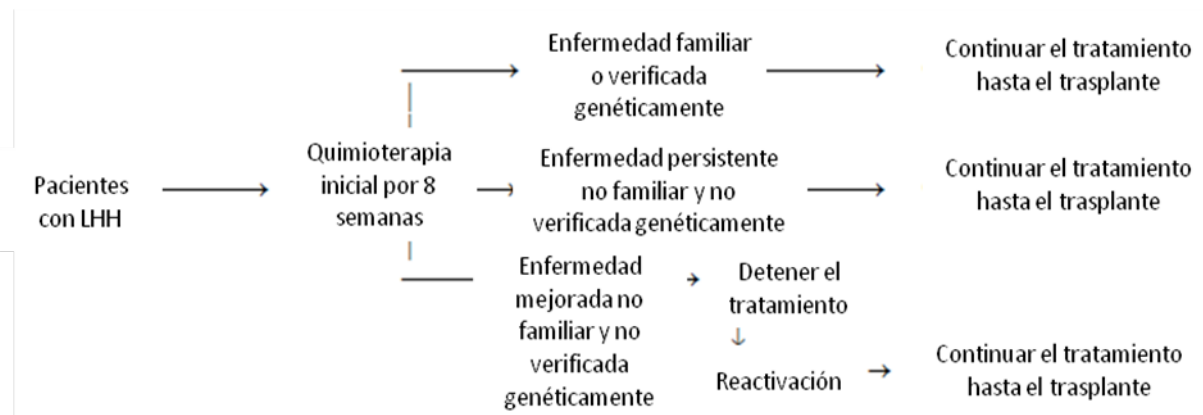 Pacientes
con LHH
Quimioterapia
inicial por 8
semanas
Enfermedad familiar
o verificada
genéticamente
Continuar el tratamiento
hasta el trasplante
Enfermedad persistente
no familiar y no
verificada genéticamente
Continuar el tratamiento
hasta el trasplante
Enfermedad
mejorada no
familiar y no
verificada
genéticamente
Detener el
tratamiento
Reactivación
Continuar el tratamiento
hasta el trasplante